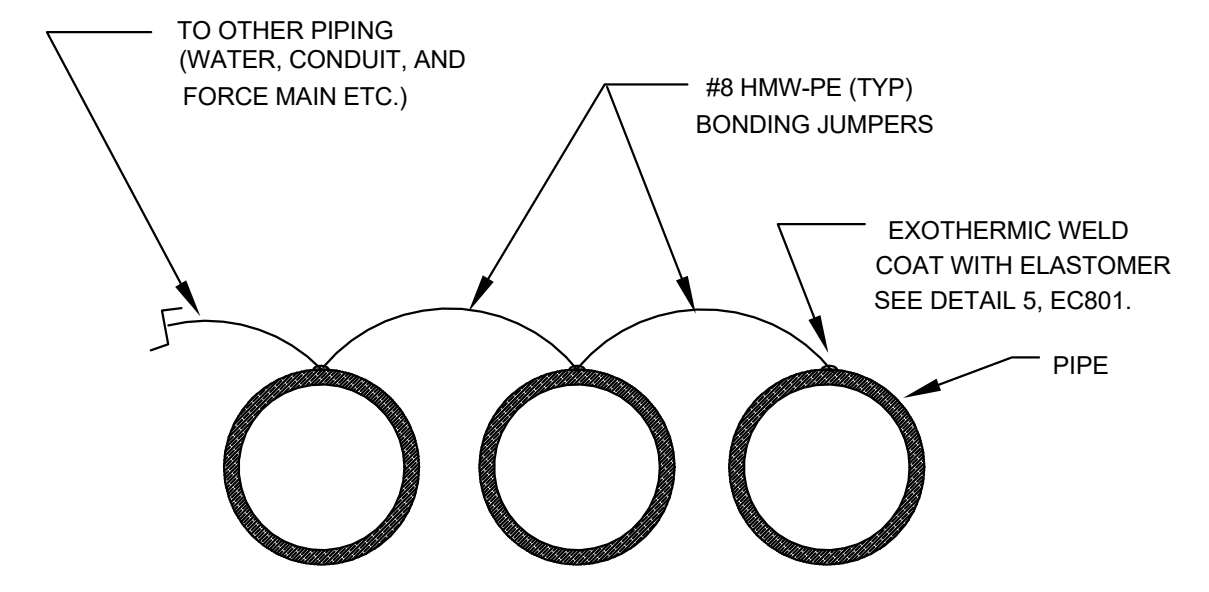 TO OTHER PIPING
(WATER, CONDUIT, AND
FORCE MAIN ETC.)
#8 HMW-PE (TYP)
BONDING JUMPERS
EXOTHERMIC WELD
COAT WITH ELASTOMER
SEE DETAIL 5, EC801.
PIPE